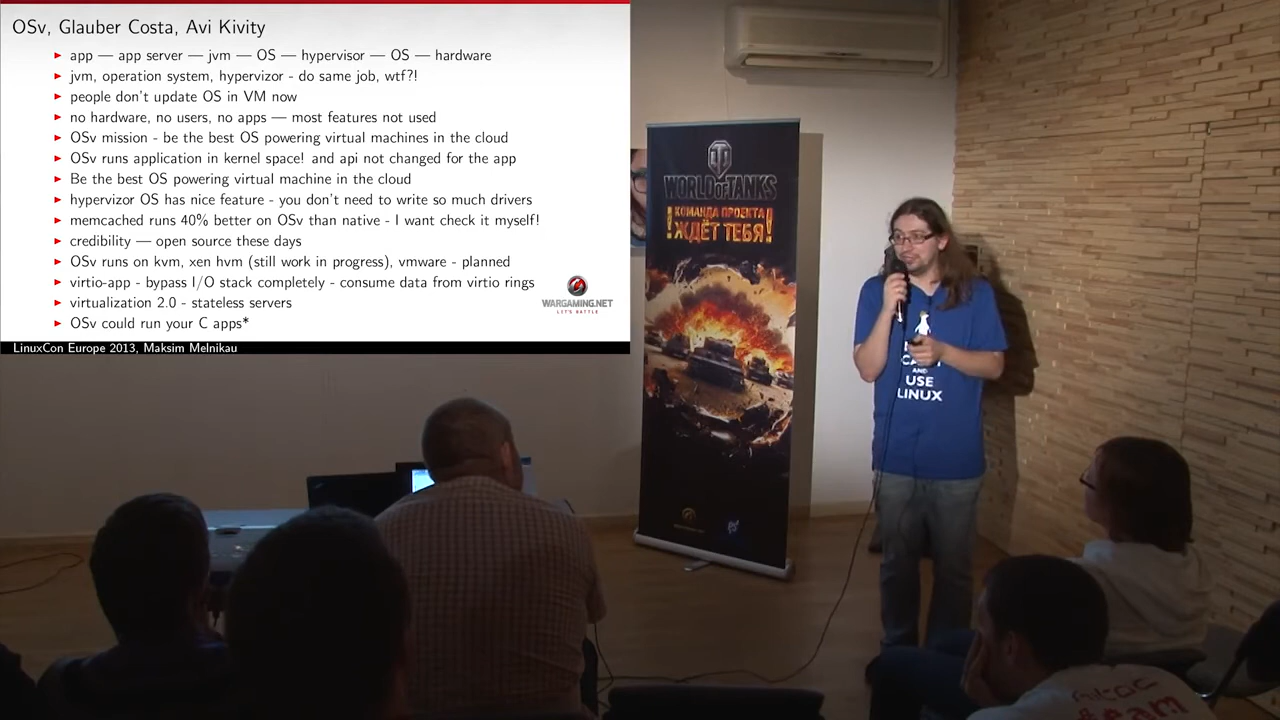 OSv, Glauber Costa, Avi Kivity
app — app server — jvm — OS — hypervisor — OS — hardware
jvm, operation system, hypervizor - do same job, wtf?!
people don't update OS in VM now
no hardware, no users, no apps — most features not used
OSv mission - be the best OS powering virtual machines in the cloud
OSv runs application in kernel space! and api not changed for the app
Be the best OS powering virtual machine in the cloud
hypervizor OS has nice feature - you don't need to write so much drivers
memcached runs 40% better on OSv than native - I want check it myself!
credibility — open source these days
OSv runs on kvm, xen hvm (still work in progress), vmware - planned
virtio-app - bypass I/O stack completely - consume data from virtio rings
virtualization 2.0 - stateless servers
OSv could run your C apps*
WARGAMING.NET
LET'S BATTLE
LinuxCon Europe 2013, Maksim Melnikau
WORLD OF TANKS
КОМАНДА ПРОЕКТА
ЖДЁТ ТЕБЯ!
AND
USE
LINUX